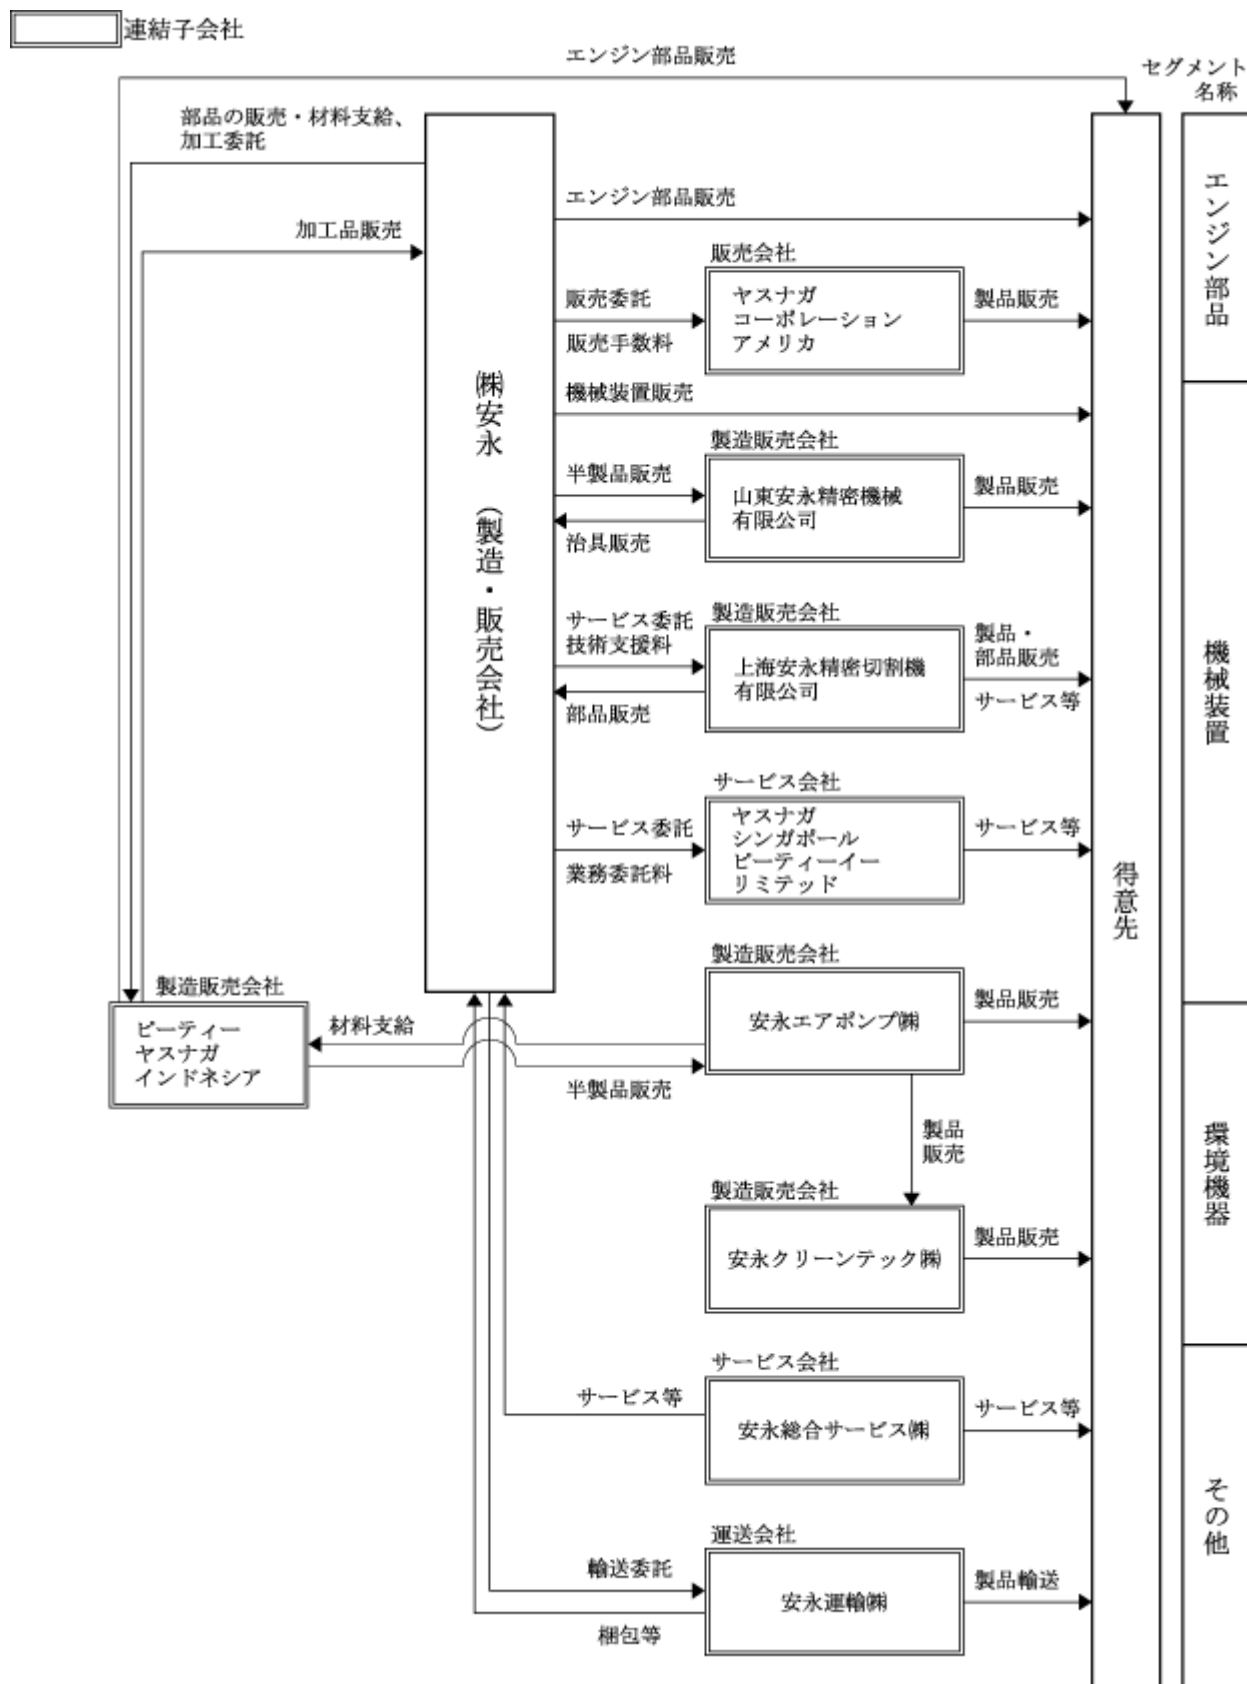 連結子会社
エンジン部品販売
セグメント
名称
部品の販売・材料支給、
加工委託
エンジン部品販売
加工品販売
販売会社
販売委託
販売手数料
ヤスナガ
コーポレーション
アメリカ
製品販売
エンジン部品
機械装置販売
㈱安永 (製造・販売会社)
製造販売会社
半製品販売
治具販売
山東安永精密機械
有限公司
製品販売
製造販売会社
サービス委託
技術支援料
部品販売
上海安永精密切割機
有限公司
製品・
部品販売
サービス等
機械装置
サービス会社
サービス委託
業務委託料
ヤスナガ
シンガポール
ピーティーイー
リミテッド
サービス等
得意先
製造販売会社
ピーティー
ヤスナガ
インドネシア
材料支給
半製品販売
製造販売会社
安永エアポンプ㈱
製品販売
製品
販売
環境機器
製造販売会社
安永クリーンテック㈱
製品販売
サービス会社
サービス等
安永総合サービス㈱
サービス等
その他
運送会社
輸送委託
梱包等
安永運輸㈱
製品輸送